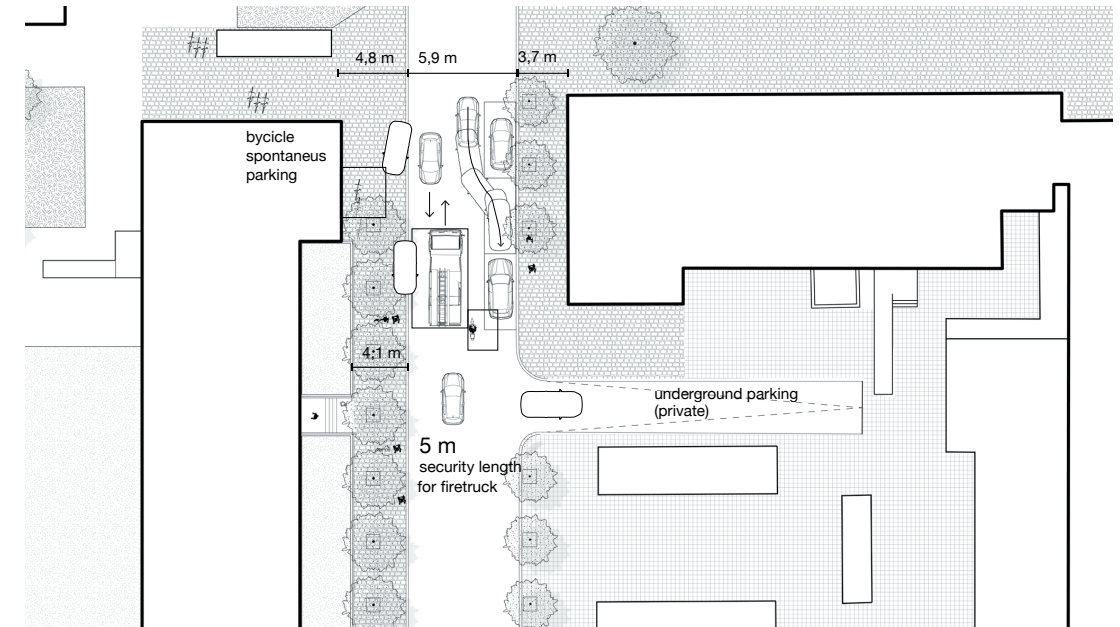 4,8 m
5,9 m
3,7 m
bycicle
spontaneus
parking
4,1 m
underground parking
(private)
5 m
security length
for firetruck